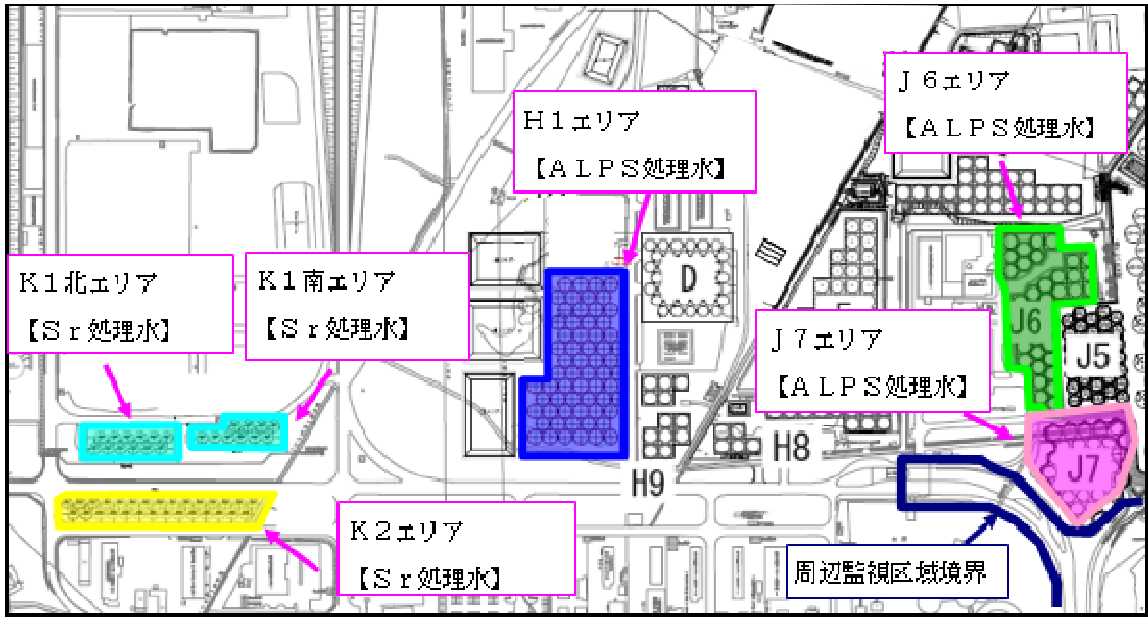 J6エリア
【ALPS処理水】
H1エリア
【ALPS処理水】
K1北エリア
【Sr処理水】
K1南エリア
【Sr処理水】
D
J6
J7エリア
【ALPS処理水】
J5
H8
J7
H9
K2エリア
【Sr処理水】
周辺監視区域境界